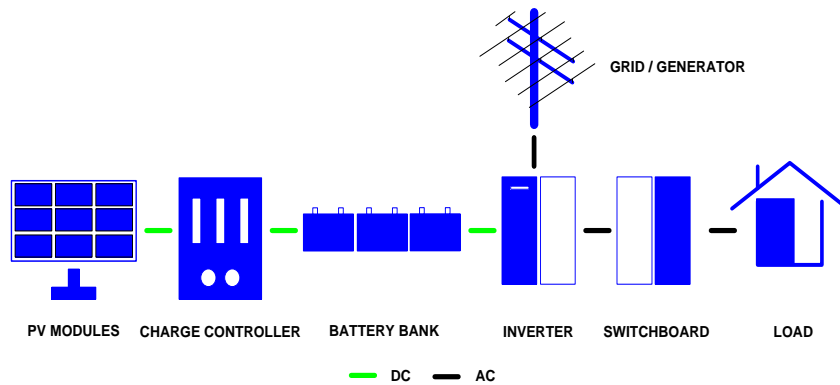 GRID / GENERATOR
PV MODULES
CHARGE CONTROLLER
BATTERY BANK
INVERTER
SWITCHBOARD
LOAD
DC
AC